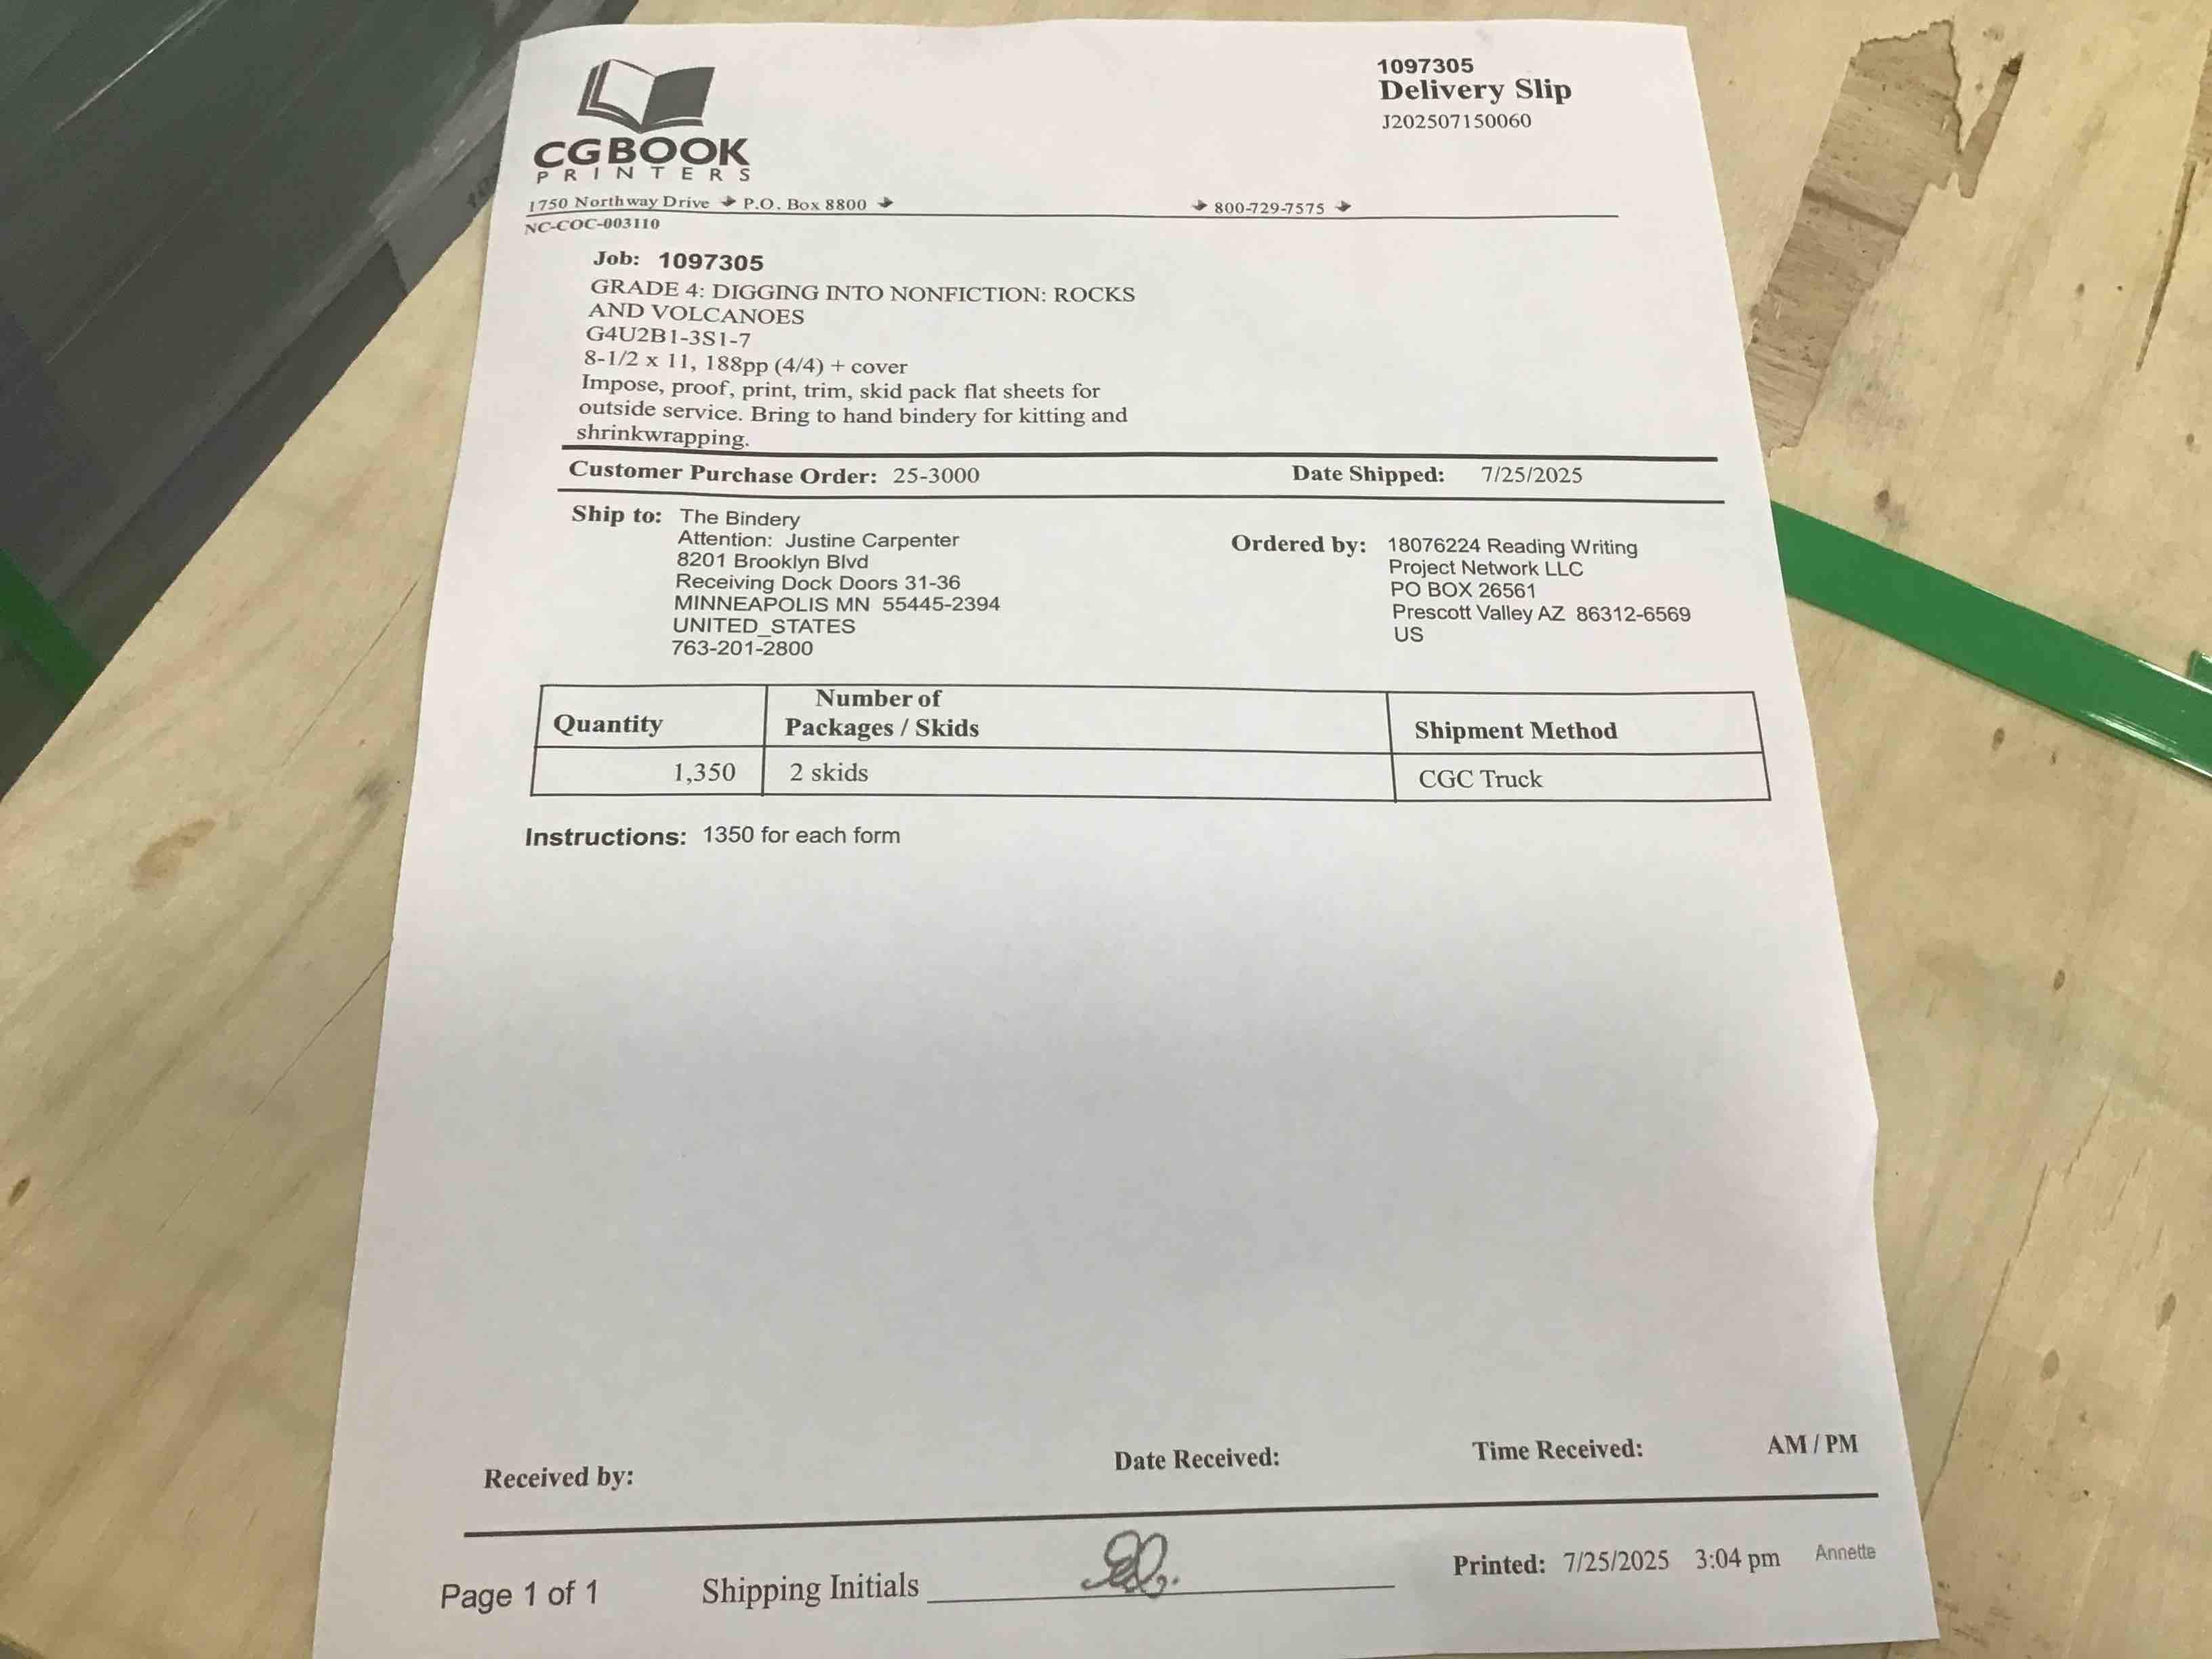 1097305
Delivery Slip
J202507150060
CGBOOK
PRINTERS
1750 Northway Drive P.O. Box 8800 800-729-7575
NC-COC-003110
Job: 1097305
GRADE 4: DIGGING INTO NONFICTION: ROCKS
AND VOLCANOES
G4U2B1-3S1-7
8-1/2 x 11, 188pp (4/4) + cover
Impose, proof, print, trim, skid pack flat sheets for
outside service. Bring to hand bindery for kitting and
shrinkwrapping.
Customer Purchase Order: 25-3000 Date Shipped: 7/25/2025
Ship to: The Bindery
Attention: Justine Carpenter
8201 Brooklyn Blvd
Receiving Dock Doors 31-36
MINNEAPOLIS MN 55445-2394
UNITED_STATES
763-201-2800
Ordered by: 18076224 Reading Writing
Project Network LLC
PO BOX 26561
Prescott Valley AZ 86312-6569
US
Quantity Number of Packages / Skids Shipment Method
1,350 2 skids CGC Truck
Instructions: 1350 for each form
Received by: Date Received: Time Received: AM / PM
Page 1 of 1 Shipping Initials Printed: 7/25/2025 3:04 pm Annette